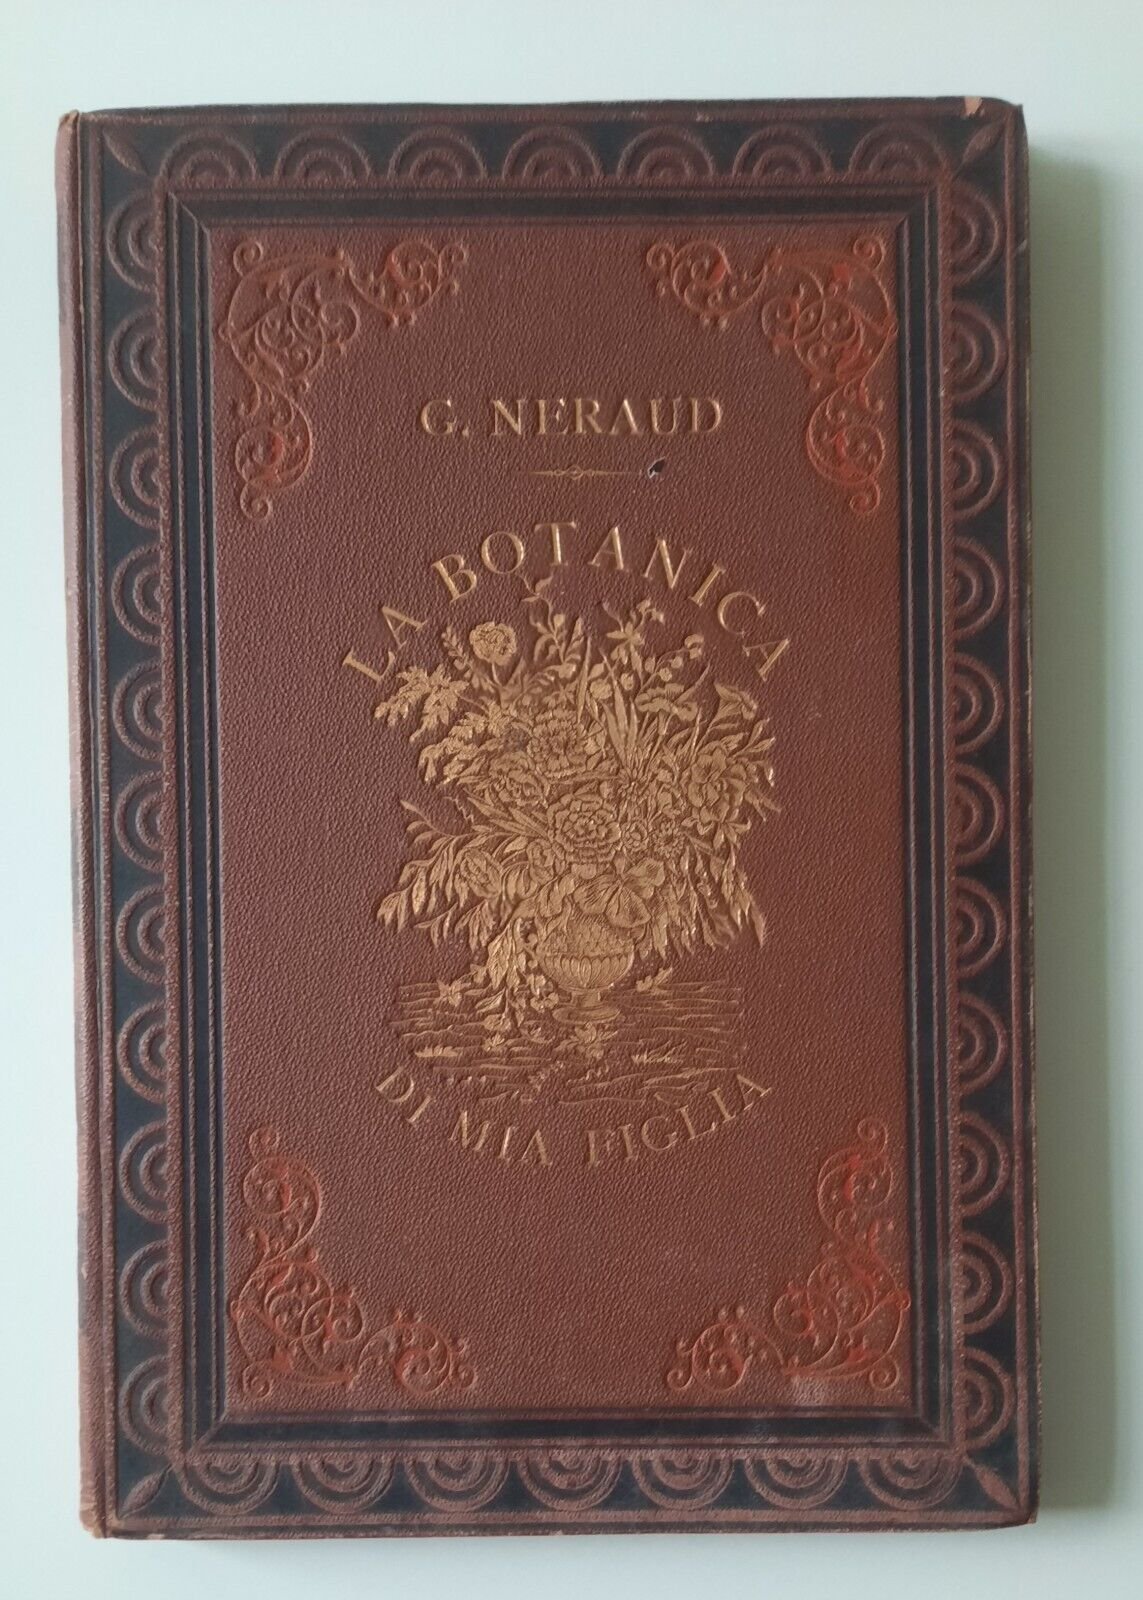 G. NERAUD
LA BOTANICA
DI MIA FIGLIA